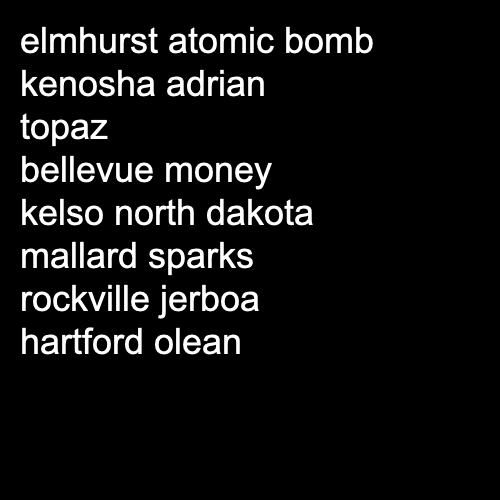 elmhurst atomic bomb
kenosha adrian
topaz
bellevue money
kelso north dakota
mallard sparks
rockville jerboa
hartford olean